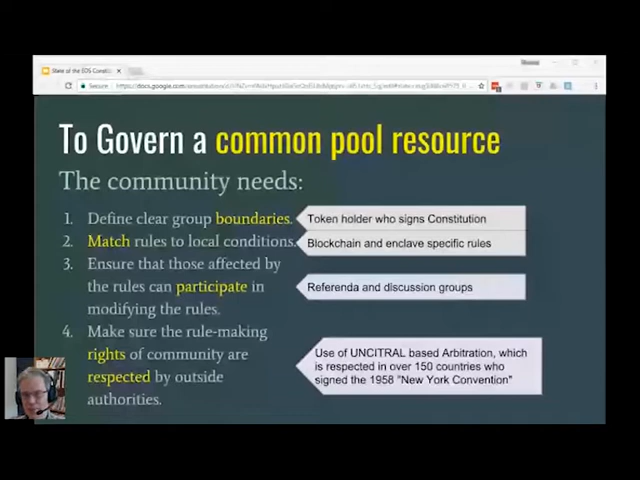 State of the EOS Constitu
Secure
To Govern a common pool resource
The community needs:
1. Define clear group boundaries.
Token holder who signs Constitution
2. Match rules to local conditions.
Blockchain and enclave specific rules
3. Ensure that those affected by
the rules can participate in
modifying the rules.
Referenda and discussion groups
4. Make sure the rule-making
rights of community are
respected by outside
authorities.
Use of UNCITRAL based Arbitration, which
is respected in over 150 countries who
signed the 1958 "New York Convention"